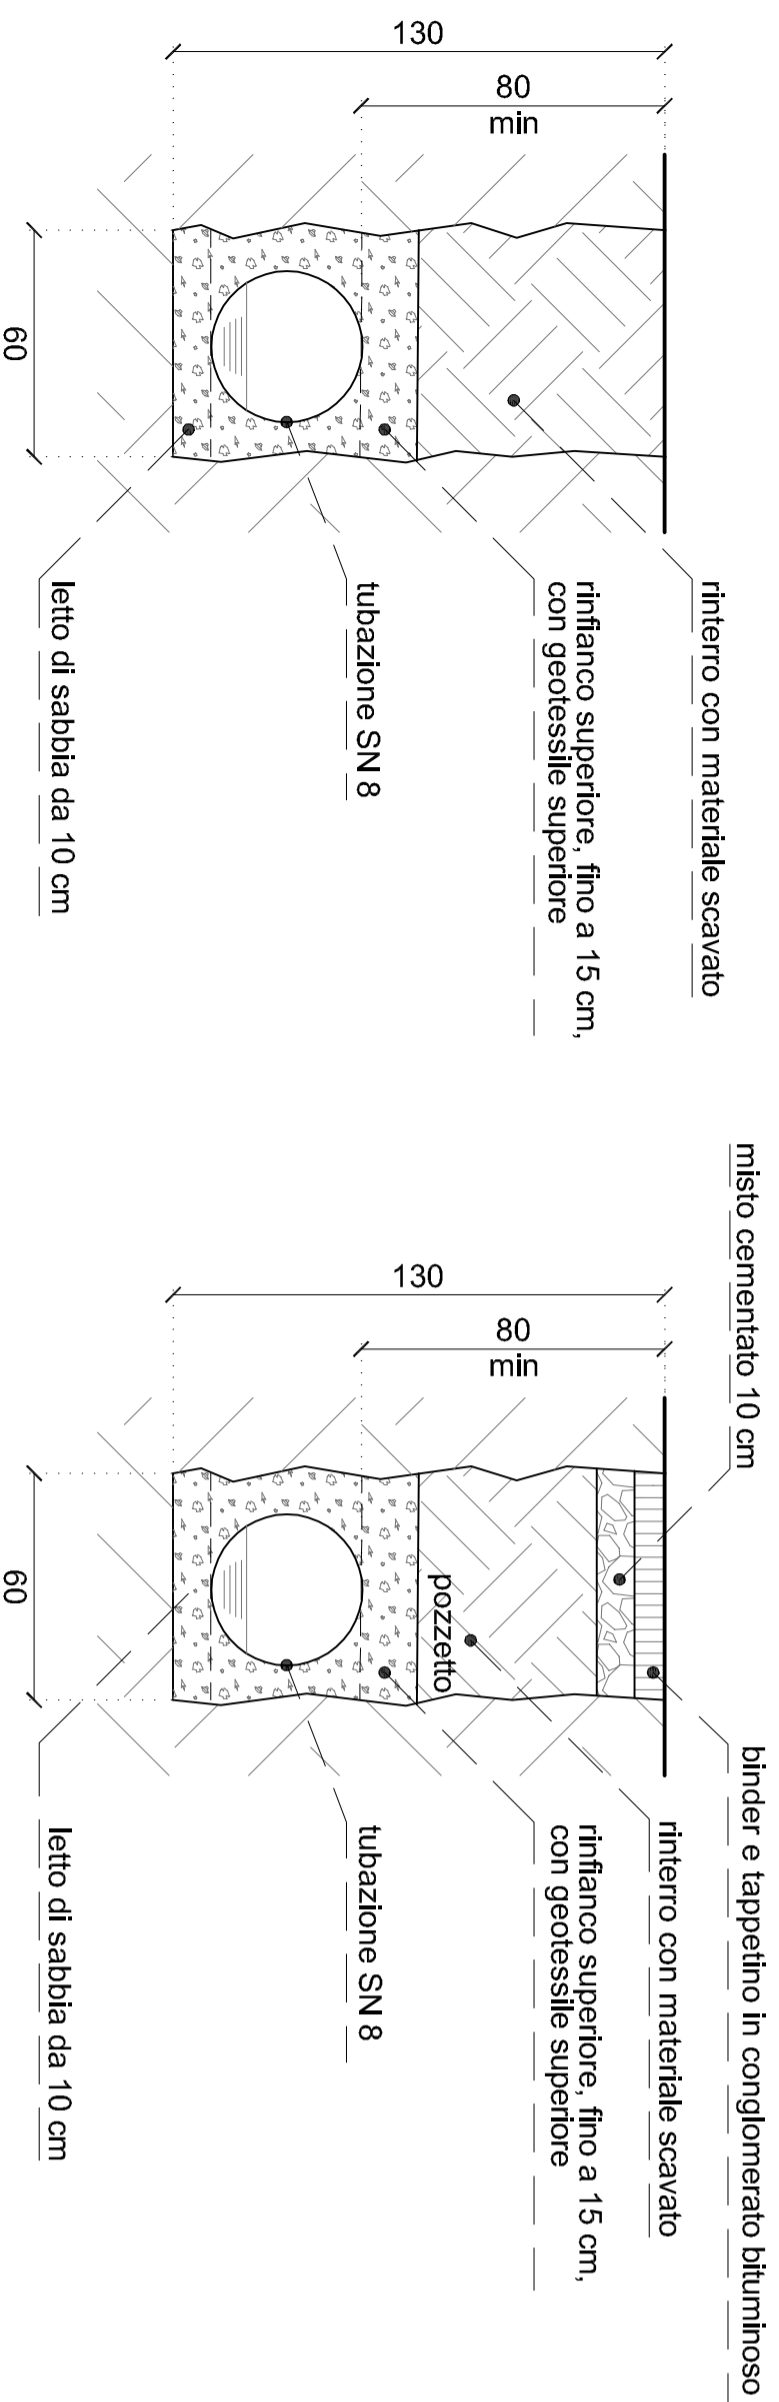 130
80
min
60
rinterro con materiale scavato
rinfianco superiore, fino a 15 cm,
con geotessile superiore
tubazione SN 8
letto di sabbia da 10 cm
misto cementato 10 cm
130
80
min
60
pozzetto
binder e tappetino in conglomerato bituminoso
rinterro con materiale scavato
rinfianco superiore, fino a 15 cm,
con geotessile superiore
tubazione SN 8
letto di sabbia da 10 cm